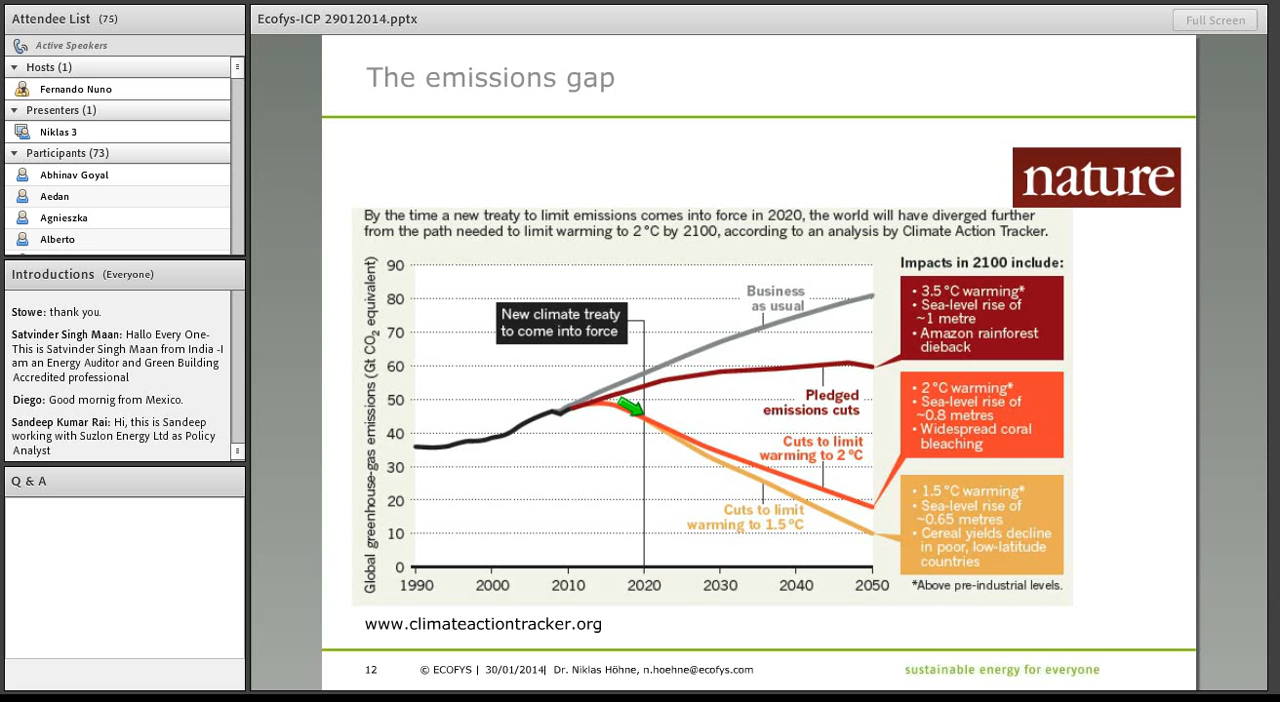 Attendee List (75)
Active Speakers
Hosts (1)
Fernando Nuno
Presenters (1)
Niklas 3
Participants (73)
Abhinav Goyal
Aedan
Agnieszka
Alberto
Introductions (Everyone)
Stowe: thank you.
Satvinder Singh Maan: Hallo Every One-
This is Satvinder Singh Maan from India -I
am an Energy Auditor and Green Building
Accredited professional
Diego: Good mornig from Mexico.
Sandeep Kumar Rai: Hi, this is Sandeep
working with Suzlon Energy Ltd as Policy
Analyst
Q & A
Ecofys-ICP 29012014.pptx
Full Screen
The emissions gap
nature
By the time a new treaty to limit emissions comes into force in 2020, the world will have diverged further
from the path needed to limit warming to 2 °C by 2100, according to an analysis by Climate Action Tracker.
Global greenhouse-gas emissions (Gt CO2 equivalent)
90
80
70
60
50
40
30
20
10
0
1990 2000 2010 2020 2030 2040 2050
New climate treaty
to come into force
Business
as usual
Pledged
emissions cuts
Cuts to limit
warming to 2 °C
Cuts to limit
warming to 1.5 °C
Impacts in 2100 include:
• 3.5 °C warming*
• Sea-level rise of
~1 metre
• Amazon rainforest
dieback
• 2 °C warming*
• Sea-level rise of
~0.8 metres
• Widespread coral
bleaching
• 1.5 °C warming*
• Sea-level rise of
~0.65 metres
• Cereal yields decline
in poor, low-latitude
countries
*Above pre-industrial levels.
www.climateactiontracker.org
12 © ECOFYS | 30/01/2014| Dr. Niklas Höhne, n.hoehne@ecofys.com
sustainable energy for everyone